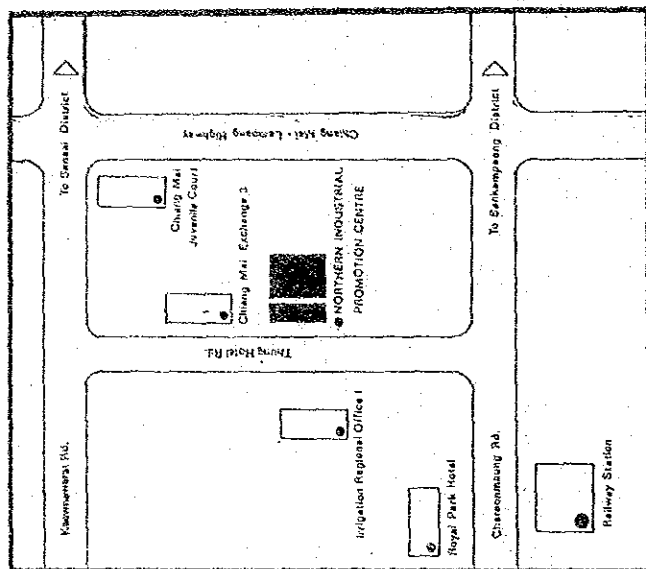 To Sansai District
Chiang Mai - Lampang Highway
To Sankampaeng District
Chiang Mai
Juvenile Court
Chiang Mai Exchange 3
NORTHERN INDUSTRIAL
PROMOTION CENTRE
Thung Hotel Rd.
Kaewnawarat Rd.
Irrigation Regional Office I
Royal Park Hotel
Charoenmuang Rd.
Railway Station